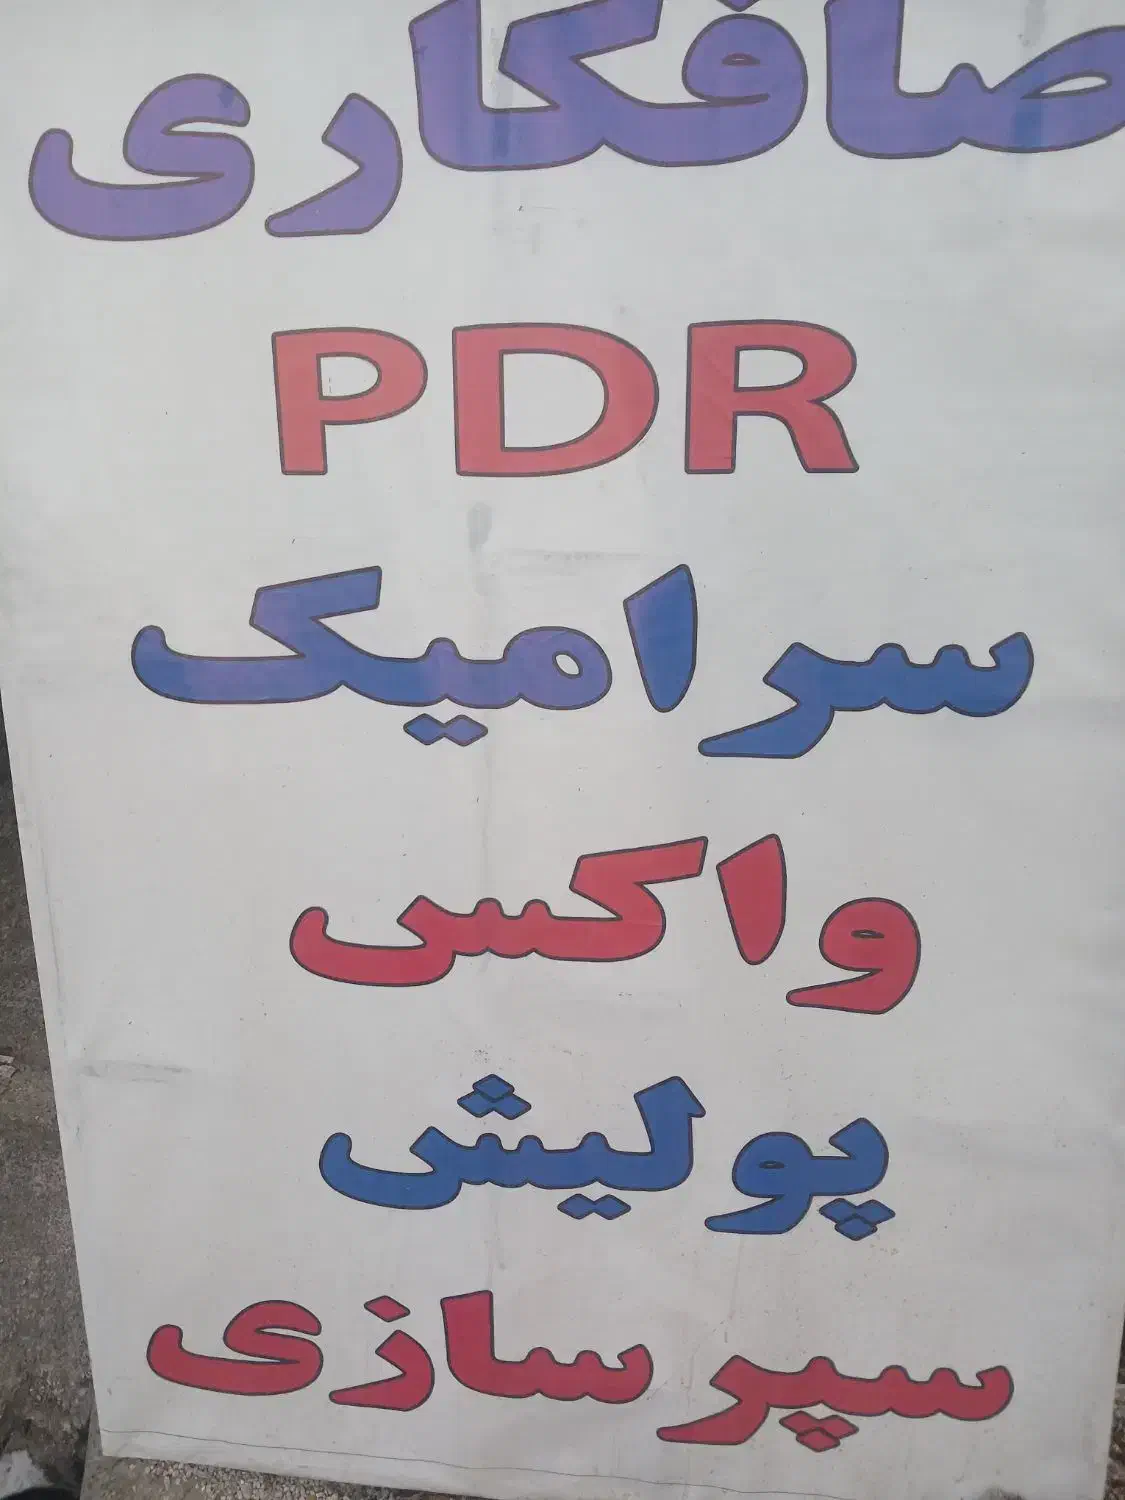 صافکاری
PDR
سرامیک
واکس
پولیش
سپرسازی